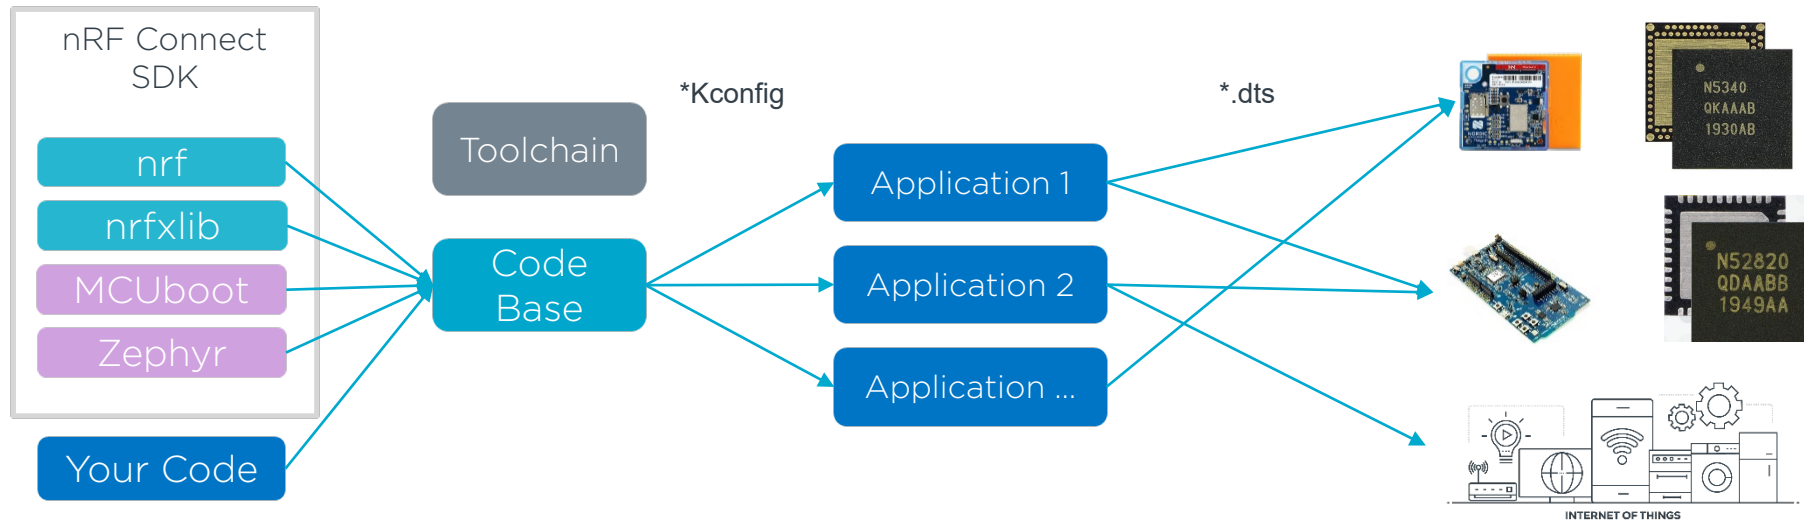 nRF Connect
SDK
nrf
nrfxlib
MCUboot
Zephyr
Your Code
Toolchain
Code
Base
*Kconfig
Application 1
Application 2
Application ...
*.dts
N5340
QKAAAB
1930AB
N52820
QDAABB
1949AA
INTERNET OF THINGS